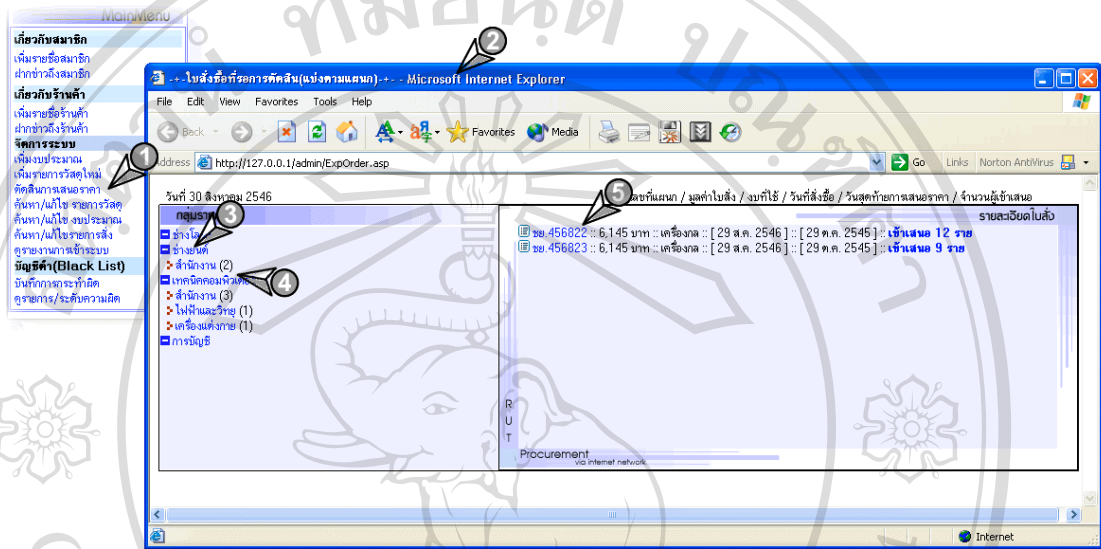 MainMenu
เกี่ยวกับสมาชิก
เพิ่มรายชื่อสมาชิก
ฝากข่าวถึงสมาชิก
เกี่ยวกับร้านค้า
เพิ่มรายชื่อร้านค้า
ฝากข่าวถึงร้านค้า
จัดการระบบ
เพิ่มงบประมาณ
เพิ่มรายการวัสดุใหม่
ตัดสินการเสนอราคา
ค้นหา/แก้ไข รายการวัสดุ
ค้นหา/แก้ไข งบประมาณ
ค้นหา/แก้ไขรายการสั่ง
ดูรายงานการเข้าระบบ
บัญชีดำ(Black List)
บันทึกการกระทำผิด
ดูรายการ/ระดับความผิด
1
2
-+-ใบสั่งซื้อที่รอการตัดสิน(แบ่งตามแผนก)-+- - Microsoft Internet Explorer
File Edit View Favorites Tools Help
Back Favorites Media
Address http://127.0.0.1/admin/ExpOrder.asp Go Links Norton AntiVirus
วันที่ 30 สิงหาคม 2546
5
เลขที่แผนก / มูลค่าใบสั่ง / งบที่ใช้ / วันที่สั่งซื้อ / วันสุดท้ายการเสนอราคา / จำนวนผู้เข้าเสนอ
3
รายละเอียดใบสั่ง
ช่างยนต์
สำนักงาน (2)
4
สำนักงาน (3)
ไฟฟ้าและวิทยุ (1)
เครื่องแต่งกาย (1)
การบัญชี
ชย.456822 :: 6,145 บาท :: เครื่องกล :: [ 29 ส.ค. 2546 ] :: [ 29 ต.ค. 2545 ] :: เข้าเสนอ 12 ราย
ชย.456823 :: 6,145 บาท :: เครื่องกล :: [ 29 ส.ค. 2546 ] :: [ 29 ต.ค. 2545 ] :: เข้าเสนอ 9 ราย
R
U
T
Procurement
via internet network
Internet